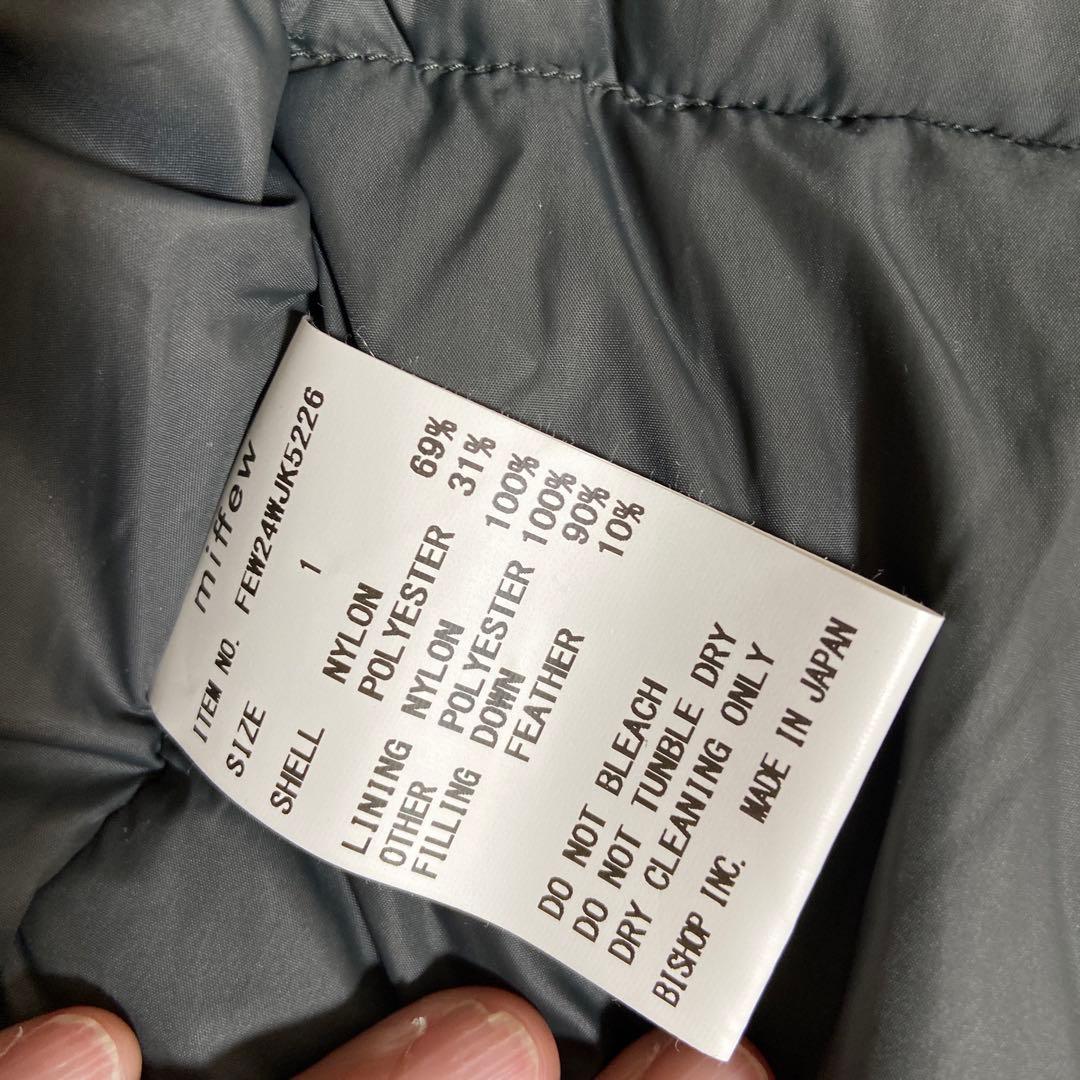 miffew
ITEM NO. FEW24WJK5226
SIZE 1
SHELL NYLON 69%
POLYESTER 31%
LINING NYLON 100%
OTHER POLYESTER 100%
FILLING DOWN 90%
FEATHER 10%
DO NOT BLEACH
DO NOT TUNBLE DRY
DRY CLEANING ONLY
BISHOP INC. MADE IN JAPAN